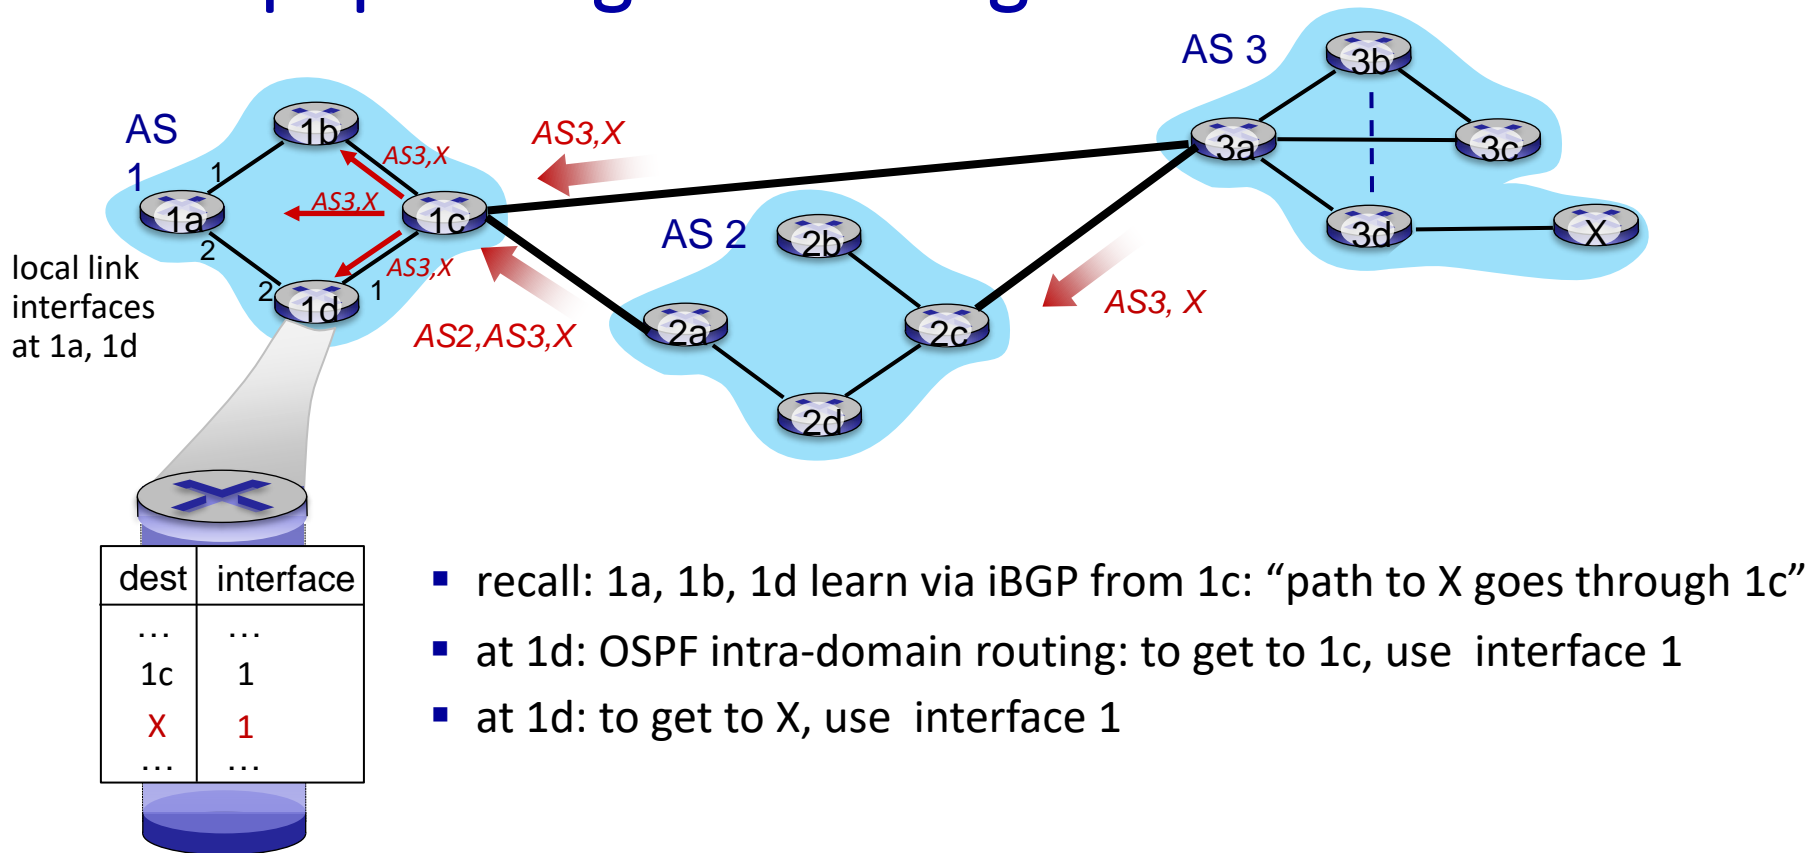 AS 3
3b
AS
1
1b
AS3,X
AS3,X
3a
3c
1
AS3,X
1a
1c
AS 2
2b
3d
X
2
local link
interfaces
at 1a, 1d
AS3,X
2
1
1d
AS3, X
AS2,AS3,X
2a
2c
2d
dest interface
... ...
1c 1
X 1
... ...
▪ recall: 1a, 1b, 1d learn via iBGP from 1c: “path to X goes through 1c”
▪ at 1d: OSPF intra-domain routing: to get to 1c, use interface 1
▪ at 1d: to get to X, use interface 1